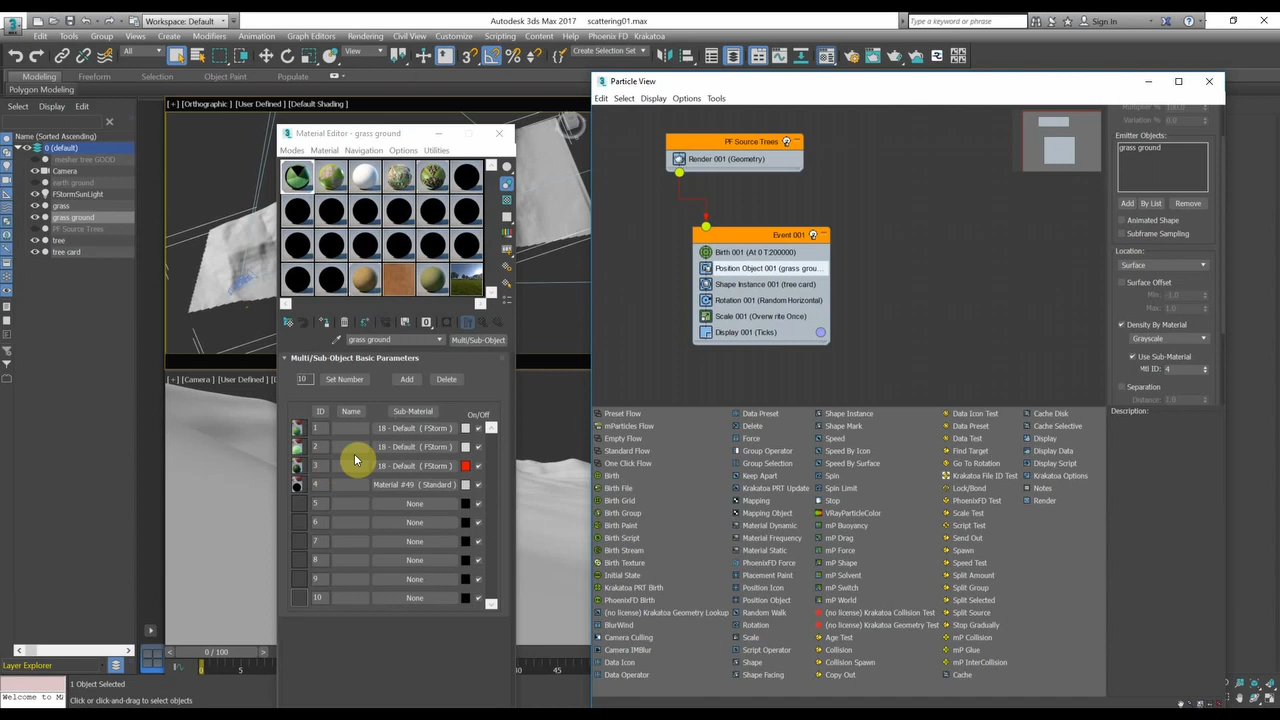 Workspace: Default
Autodesk 3ds Max 2017 scattering01.max
Type a keyword or phrase
Sign In
Edit Tools Group Views Create Modifiers Animation Graph Editors Rendering Civil View Customize Scripting Content Help Phoenix FD Krakatoa
All
View
Create Selection Set
Modeling Freeform Selection Object Paint Populate
Polygon Modeling
Select Display Edit
Name (Sorted Ascending)
0 (default)
mesher tree GOOD
Camera
earth ground
FStormSunLight
grass
grass ground
PF Source Trees
tree
tree card
[+] [Orthographic] [User Defined] [Default Shading]
[+] [Camera] [User Defined] [
Material Editor - grass ground
Modes Material Navigation Options Utilities
grass ground
Multi/Sub-Object
Multi/Sub-Object Basic Parameters
10 Set Number Add Delete
ID Name Sub-Material On/Off
1 18 - Default ( FStorm )
2 18 - Default ( FStorm )
3 18 - Default ( FStorm )
4 Material #49 ( Standard )
5 None
6 None
7 None
8 None
9 None
10 None
Particle View
Edit Select Display Options Tools
PF Source Trees
Render 001 (Geometry)
Event 001
Birth 001 (At 0 T:200000)
Position Object 001 (grass grou...
Shape Instance 001 (tree card)
Rotation 001 (Random Horizontal)
Scale 001 (Overwrite Once)
Display 001 (Ticks)
Multiplier % 100,0
Variation % 0,0
Emitter Objects:
grass ground
Add By List Remove
Animated Shape
Subframe Sampling
Location:
Surface
Surface Offset
Min: -1.0
Max: 1.0
Density By Material
Grayscale
Use Sub-Material
Mtl ID: 4
Separation
Distance: 1.0
Description:
Preset Flow
mParticles Flow
Empty Flow
Standard Flow
One Click Flow
Birth
Birth File
Birth Grid
Birth Group
Birth Paint
Birth Script
Birth Stream
Birth Texture
Initial State
Krakatoa PRT Birth
PhoenixFD Birth
(no license) Krakatoa Geometry Lookup
BlurWind
Camera Culling
Camera IMBlur
Data Icon
Data Operator
Data Preset
Delete
Force
Group Operator
Group Selection
Keep Apart
Krakatoa PRT Update
Mapping
Mapping Object
Material Dynamic
Material Frequency
Material Static
PhoenixFD Force
Placement Paint
Position Icon
Position Object
Random Walk
Rotation
Scale
Script Operator
Shape
Shape Facing
Shape Instance
Shape Mark
Speed
Speed By Icon
Speed By Surface
Spin
Spin Limit
Stop
VRayParticleColor
mP Buoyancy
mP Drag
mP Force
mP Shape
mP Solvent
mP Switch
mP World
(no license) Krakatoa Collision Test
(no license) Krakatoa Geometry Test
Age Test
Collision
Collision Spawn
Copy Out
Data Icon Test
Data Preset
Data Test
Find Target
Go To Rotation
Krakatoa File ID Test
Lock/Bond
PhoenixFD Test
Scale Test
Script Test
Send Out
Spawn
Speed Test
Split Amount
Split Group
Split Selected
Split Source
Stop Gradually
mP Collision
mP Glue
mP InterCollision
Cache
Cache Disk
Cache Selective
Display
Display Script
Krakatoa Options
Notes
Render
Layer Explorer
0 / 100
0 5 45 50
1 Object Selected
Welcome to M
Click or click-and-drag to select objects